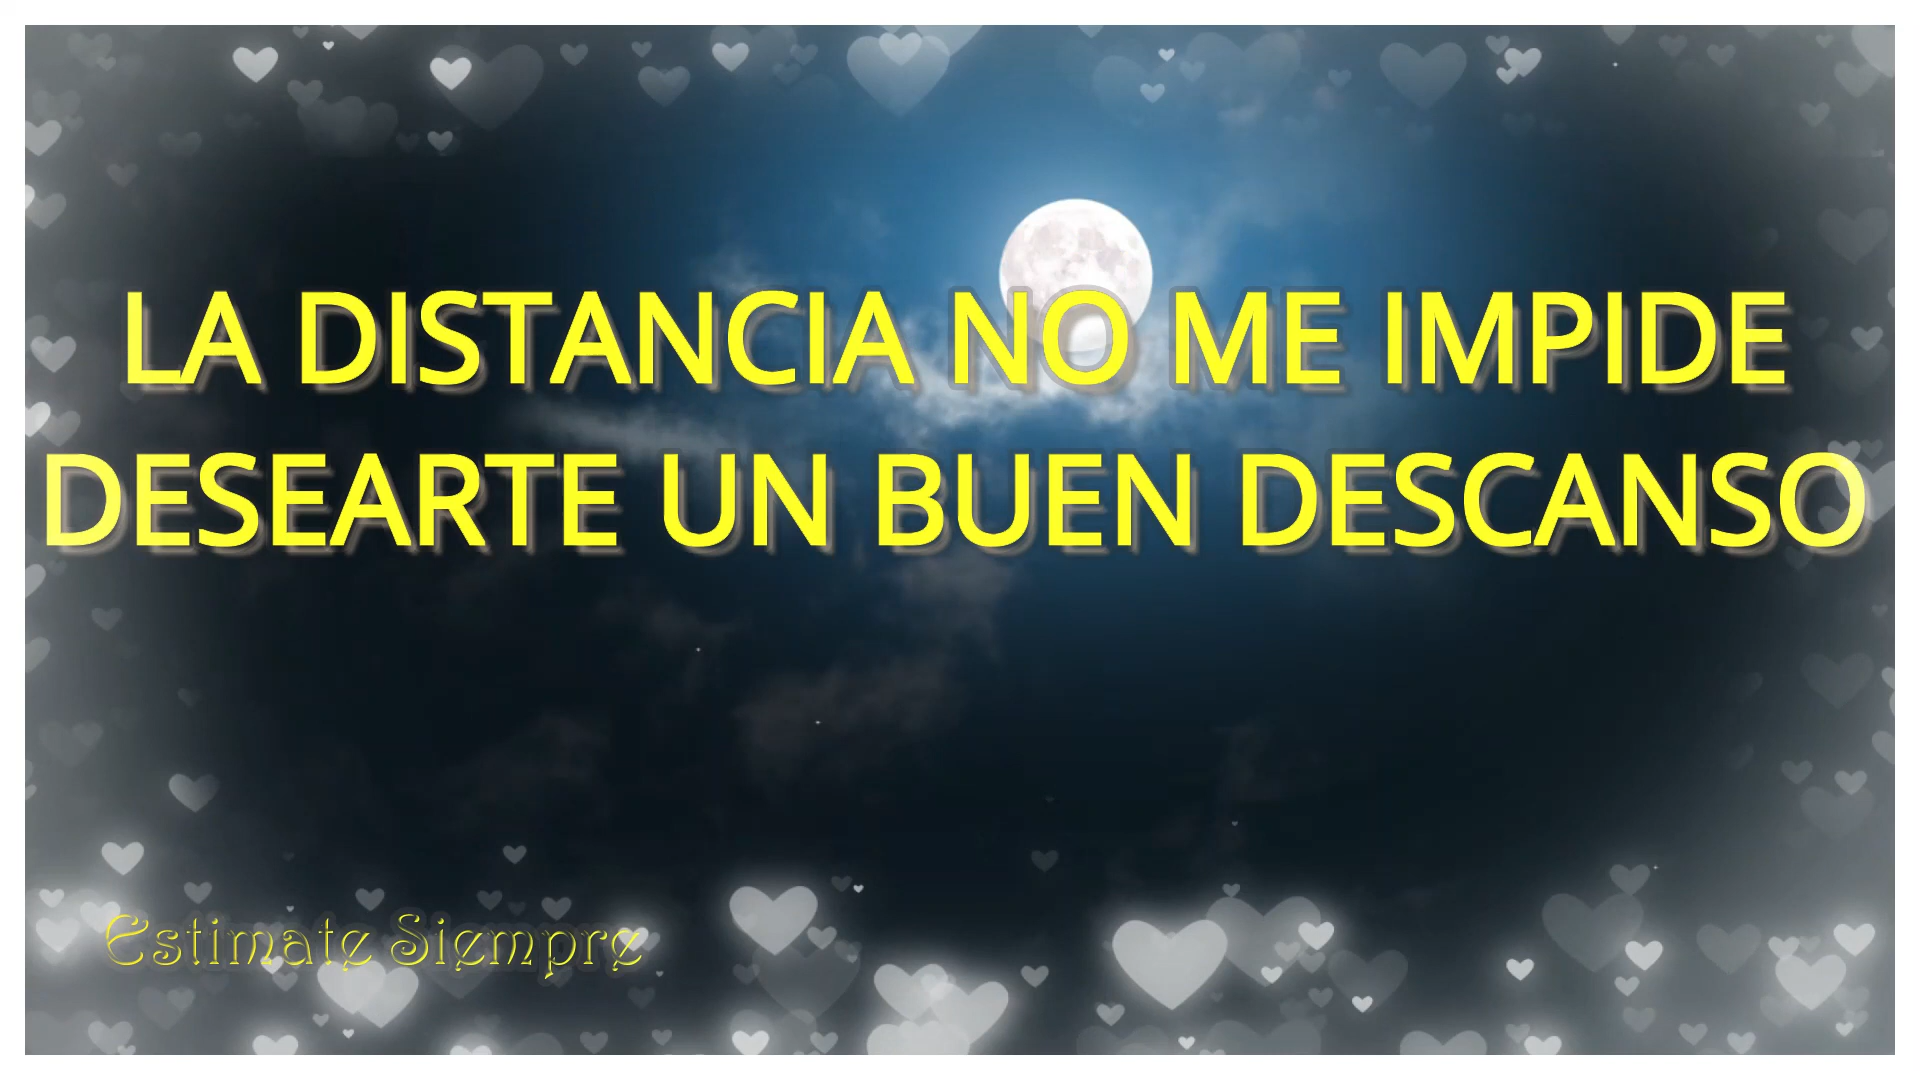 LA DISTANCIA NO ME IMPIDE
DESEARTE UN BUEN DESCANSO
Estimate Siempre